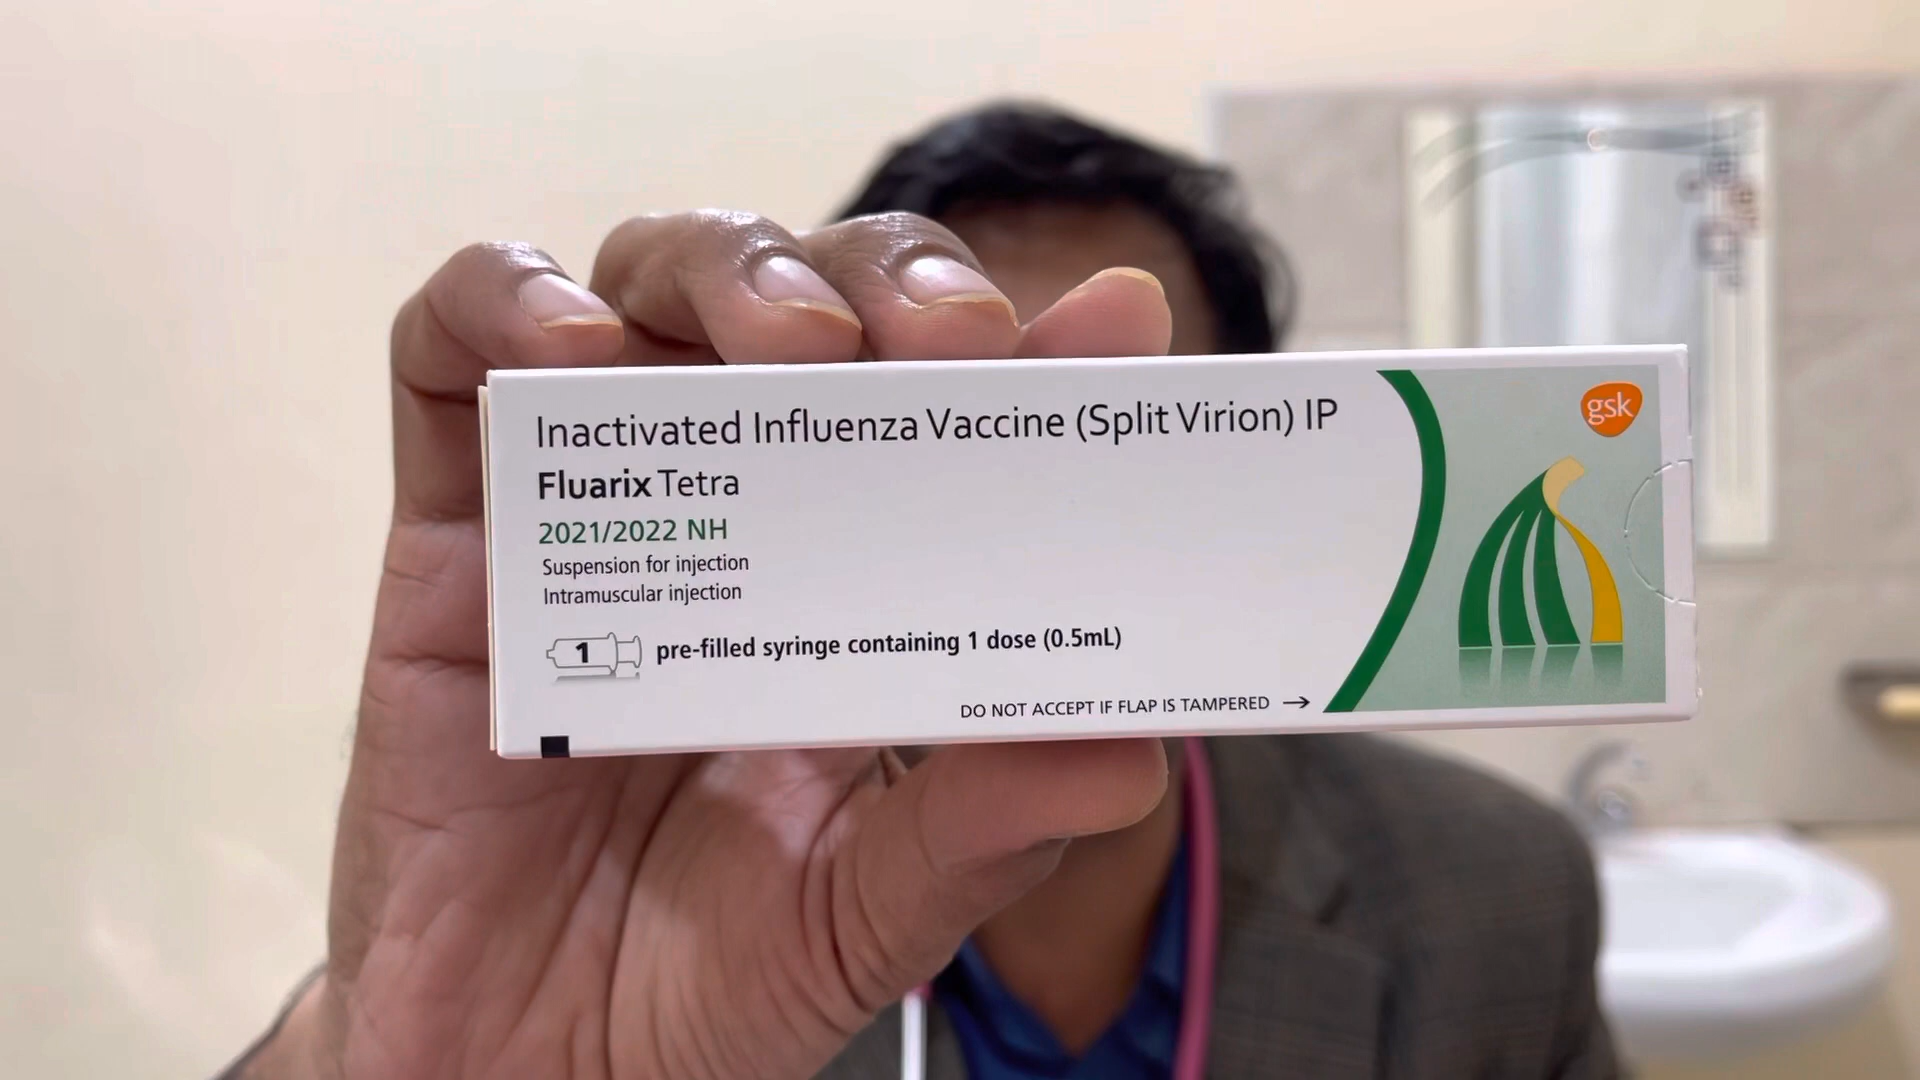 Inactivated Influenza Vaccine (Split Virion) IP
Fluarix Tetra
2021/2022 NH
Suspension for injection
Intramuscular injection
1 pre-filled syringe containing 1 dose (0.5mL)
DO NOT ACCEPT IF FLAP IS TAMPERED →
gsk